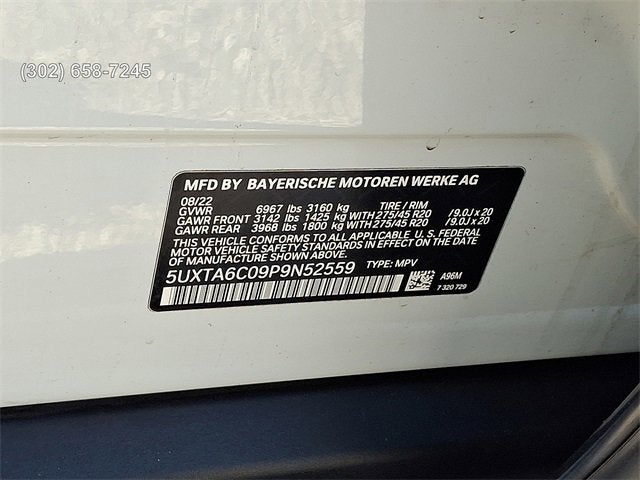 (302) 658-7245
MFD BY BAYERISCHE MOTOREN WERKE AG
08/22
GVWR 6967 lbs 3160 kg TIRE / RIM
GAWR FRONT 3142 lbs 1425 kg WITH 275/45 R20 / 9.0J x 20
GAWR REAR 3968 lbs 1800 kg WITH 275/45 R20 / 9.0J x 20
THIS VEHICLE CONFORMS TO ALL APPLICABLE U.S. FEDERAL
MOTOR VEHICLE SAFETY STANDARDS IN EFFECT ON THE DATE
OF MANUFACTURE SHOWN ABOVE.
5UXTA6C09P9N52559 TYPE: MPV
A96M
7 320 729